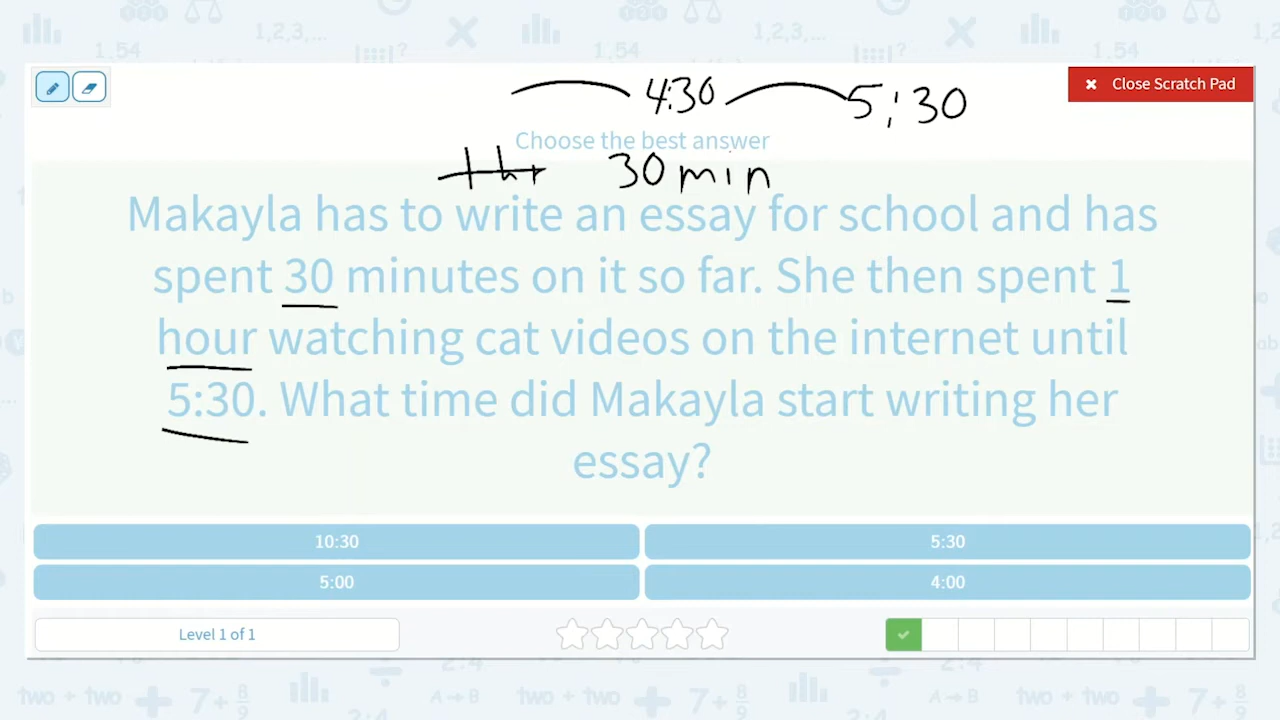 4:30 5:30
Close Scratch Pad
Choose the best answer
1 hr 30 min
Makayla has to write an essay for school and has
spent 30 minutes on it so far. She then spent 1
hour watching cat videos on the internet until
5:30. What time did Makayla start writing her
essay?
10:30 5:30
5:00 4:00
Level 1 of 1